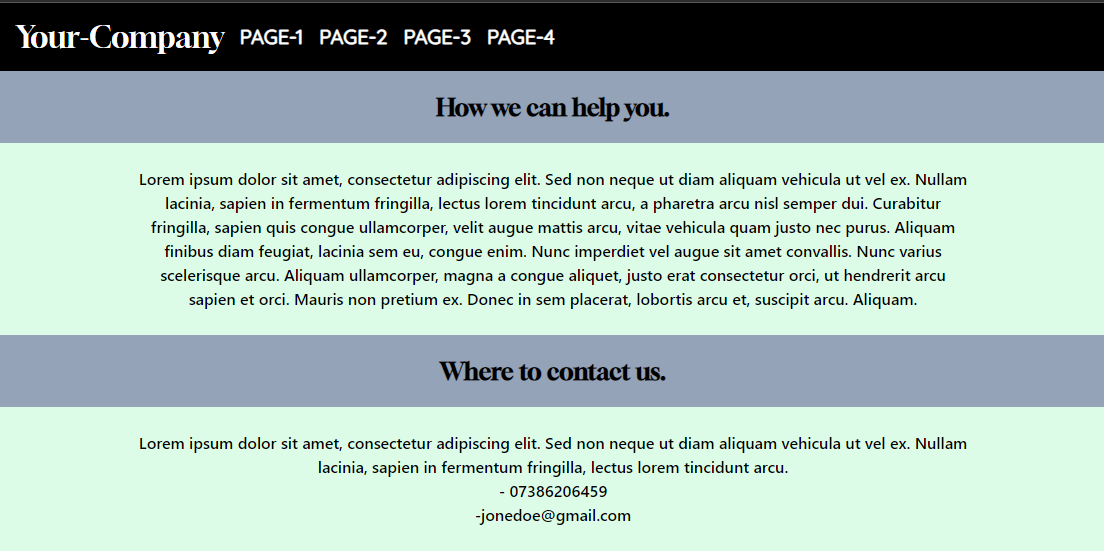 Your-Company PAGE-1 PAGE-2 PAGE-3 PAGE-4
How we can help you.
Lorem ipsum dolor sit amet, consectetur adipiscing elit. Sed non neque ut diam aliquam vehicula ut vel ex. Nullam
lacinia, sapien in fermentum fringilla, lectus lorem tincidunt arcu, a pharetra arcu nisl semper dui. Curabitur
fringilla, sapien quis congue ullamcorper, velit augue mattis arcu, vitae vehicula quam justo nec purus. Aliquam
finibus diam feugiat, lacinia sem eu, congue enim. Nunc imperdiet vel augue sit amet convallis. Nunc varius
scelerisque arcu. Aliquam ullamcorper, magna a congue aliquet, justo erat consectetur orci, ut hendrerit arcu
sapien et orci. Mauris non pretium ex. Donec in sem placerat, lobortis arcu et, suscipit arcu. Aliquam.
Where to contact us.
Lorem ipsum dolor sit amet, consectetur adipiscing elit. Sed non neque ut diam aliquam vehicula ut vel ex. Nullam
lacinia, sapien in fermentum fringilla, lectus lorem tincidunt arcu.
- 07386206459
-jonedoe@gmail.com